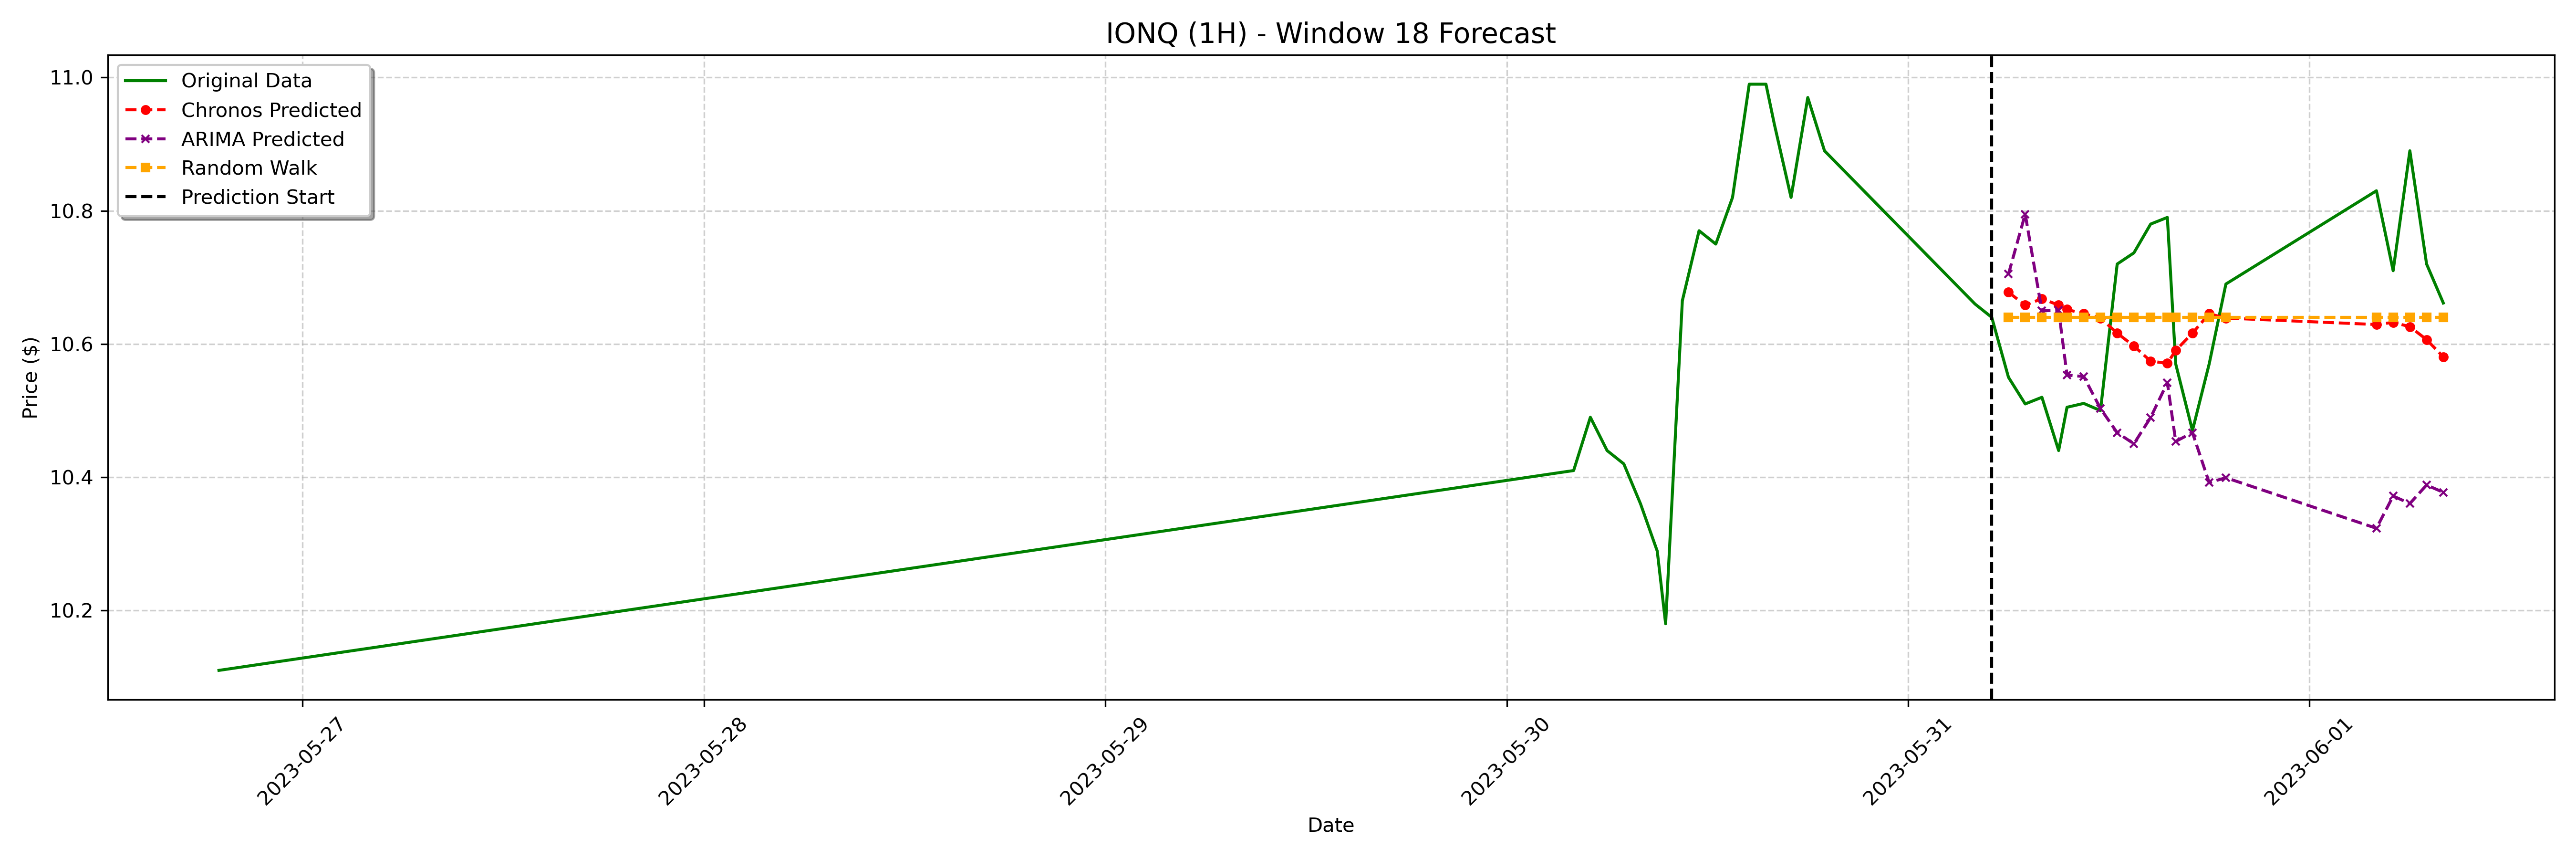 IONQ (1H) - Window 18 Forecast
Original Data
Chronos Predicted
ARIMA Predicted
Random Walk
Prediction Start
Price ($)
11.0
10.8
10.6
10.4
10.2
2023-05-27
2023-05-28
2023-05-29
2023-05-30
2023-05-31
2023-06-01
Date